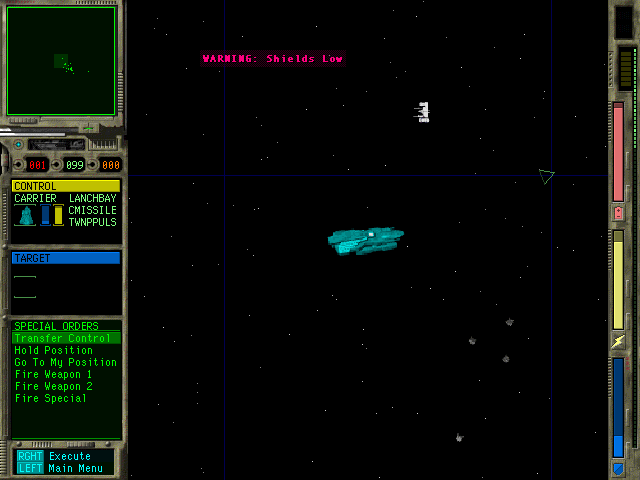 WARNING: Shields Low
001 099 000
CONTROL
CARRIER LANCHBAY
CMISSILE
TWNPPULS
TARGET
SPECIAL ORDERS
Transfer Control
Hold Position
Go To My Position
Fire Weapon 1
Fire Weapon 2
Fire Special
RGHT Execute
LEFT Main Menu